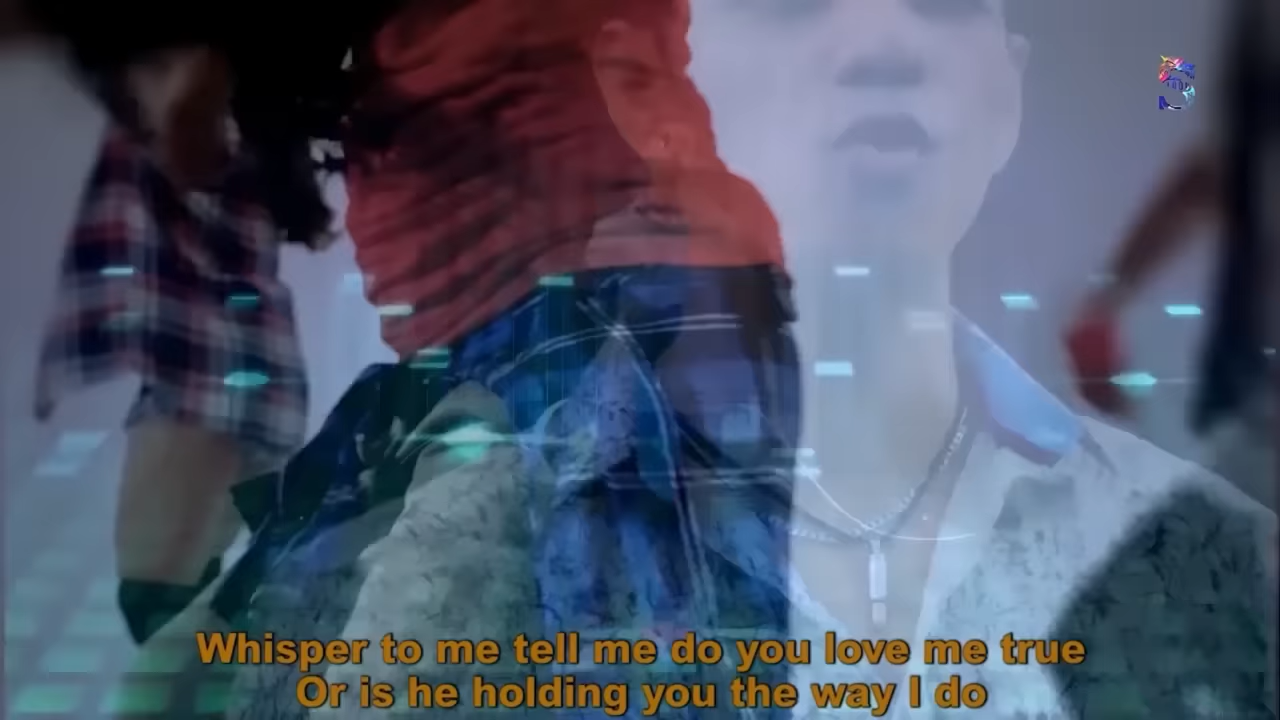 Whisper to me tell me do you love me true
Or is he holding you the way I do